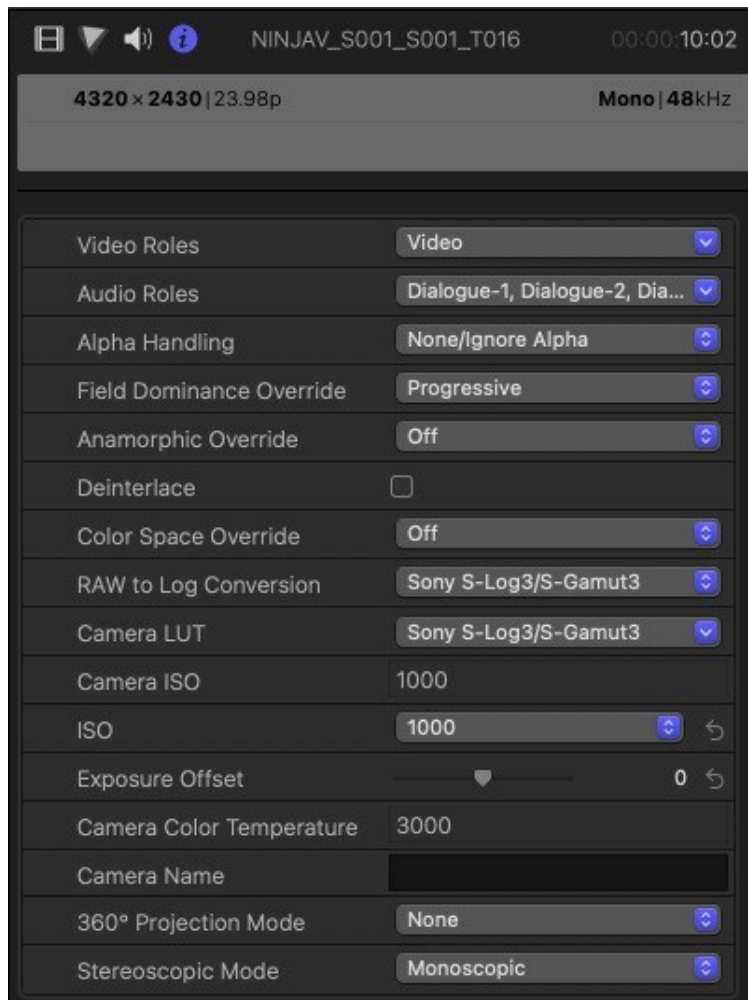 NINJAV_S001_S001_T016 00:00:10:02
4320 × 2430 | 23.98p Mono | 48kHz
Video Roles Video
Audio Roles Dialogue-1, Dialogue-2, Dia...
Alpha Handling None/Ignore Alpha
Field Dominance Override Progressive
Anamorphic Override Off
Deinterlace
Color Space Override Off
RAW to Log Conversion Sony S-Log3/S-Gamut3
Camera LUT Sony S-Log3/S-Gamut3
Camera ISO 1000
ISO 1000
Exposure Offset 0
Camera Color Temperature 3000
Camera Name
360° Projection Mode None
Stereoscopic Mode Monoscopic